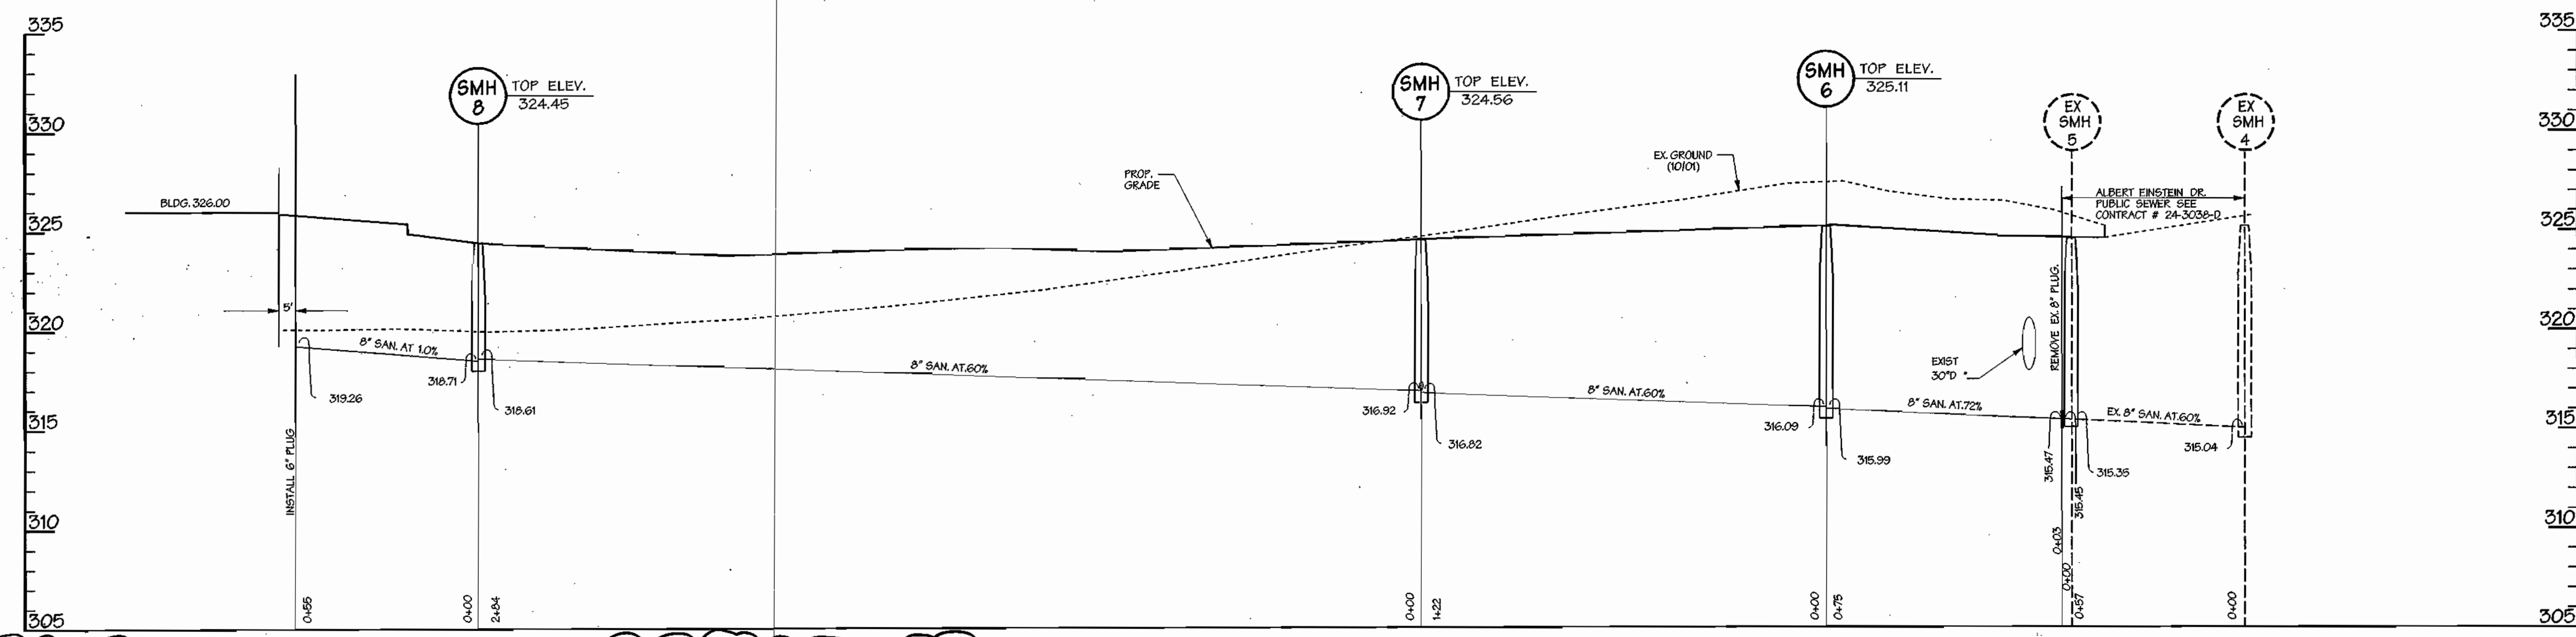 335
335
SMH
8
TOP ELEV.
324.45
SMH
7
TOP ELEV.
324.56
SMH
6
TOP ELEV.
325.11
EX
SMH
5
EX
SMH
4
330
330
EX. GROUND
(10/01)
PROP.
GRADE
BLDG. 326.00
ALBERT EINSTEIN DR.
PUBLIC SEWER SEE
CONTRACT # 24-3038-D
325
325
5'
320
320
REMOVE EX. 8" PLUG.
8" SAN. AT 1.0%
318.71
319.26
318.61
8" SAN. AT .60%
316.92
316.82
8" SAN. AT .60%
316.09
315.99
EXIST
30"D
8" SAN. AT .72%
EX. 8" SAN. AT .60%
315
315
315.47
315.45
315.35
315.04
INSTALL 6" PLUG
310
310
0+03
0+00
0+55
0+00
2+84
0+00
1+22
0+00
0+75
0+57
0+00
305
305